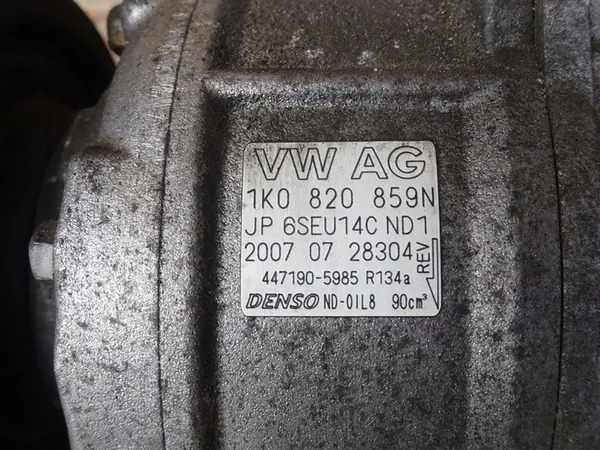 VW AG
1K0 820 859N
JP 6SEU14C ND1
2007 07 28304
REV
447190-5985 R134a
DENSO ND-OIL8 90cm³